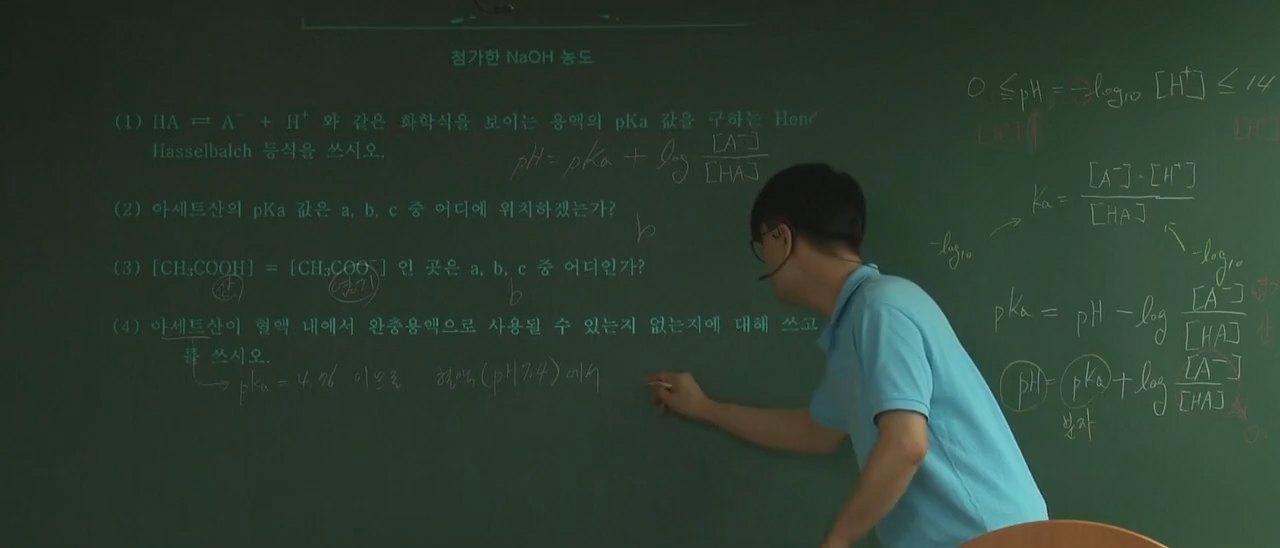 첨가한 NaOH 농도
(1) HA ⇌ A⁻ + H⁺ 와 같은 화학식을 보이는 용액의 pKa 값을 구하는
Hasselbalch 등식을 쓰시오.
pH = pKa + log [A⁻]/[HA]
(2) 아세트산의 pKa 값은 a, b, c 중 어디에 위치하겠는가?
b
(3) [CH₃COOH] = [CH₃COO⁻] 인 곳은 a, b, c 중 어디인가?
산 염기
b
(4) 아세트산이 혈액 내에서 완충용액으로 사용될 수 있는지 없는지에 대해 쓰고
를 쓰시오.
pKa = 4.76 이므로 혈액(pH 7.4)에서
0 ≤ pH = -log₁₀ [H⁺] ≤ 14
Ka = [A⁻]·[H⁺]/[HA]
-log₁₀
-log₁₀
pKa = pH - log [A⁻]/[HA]
pH = pKa + log [A⁻]/[HA]